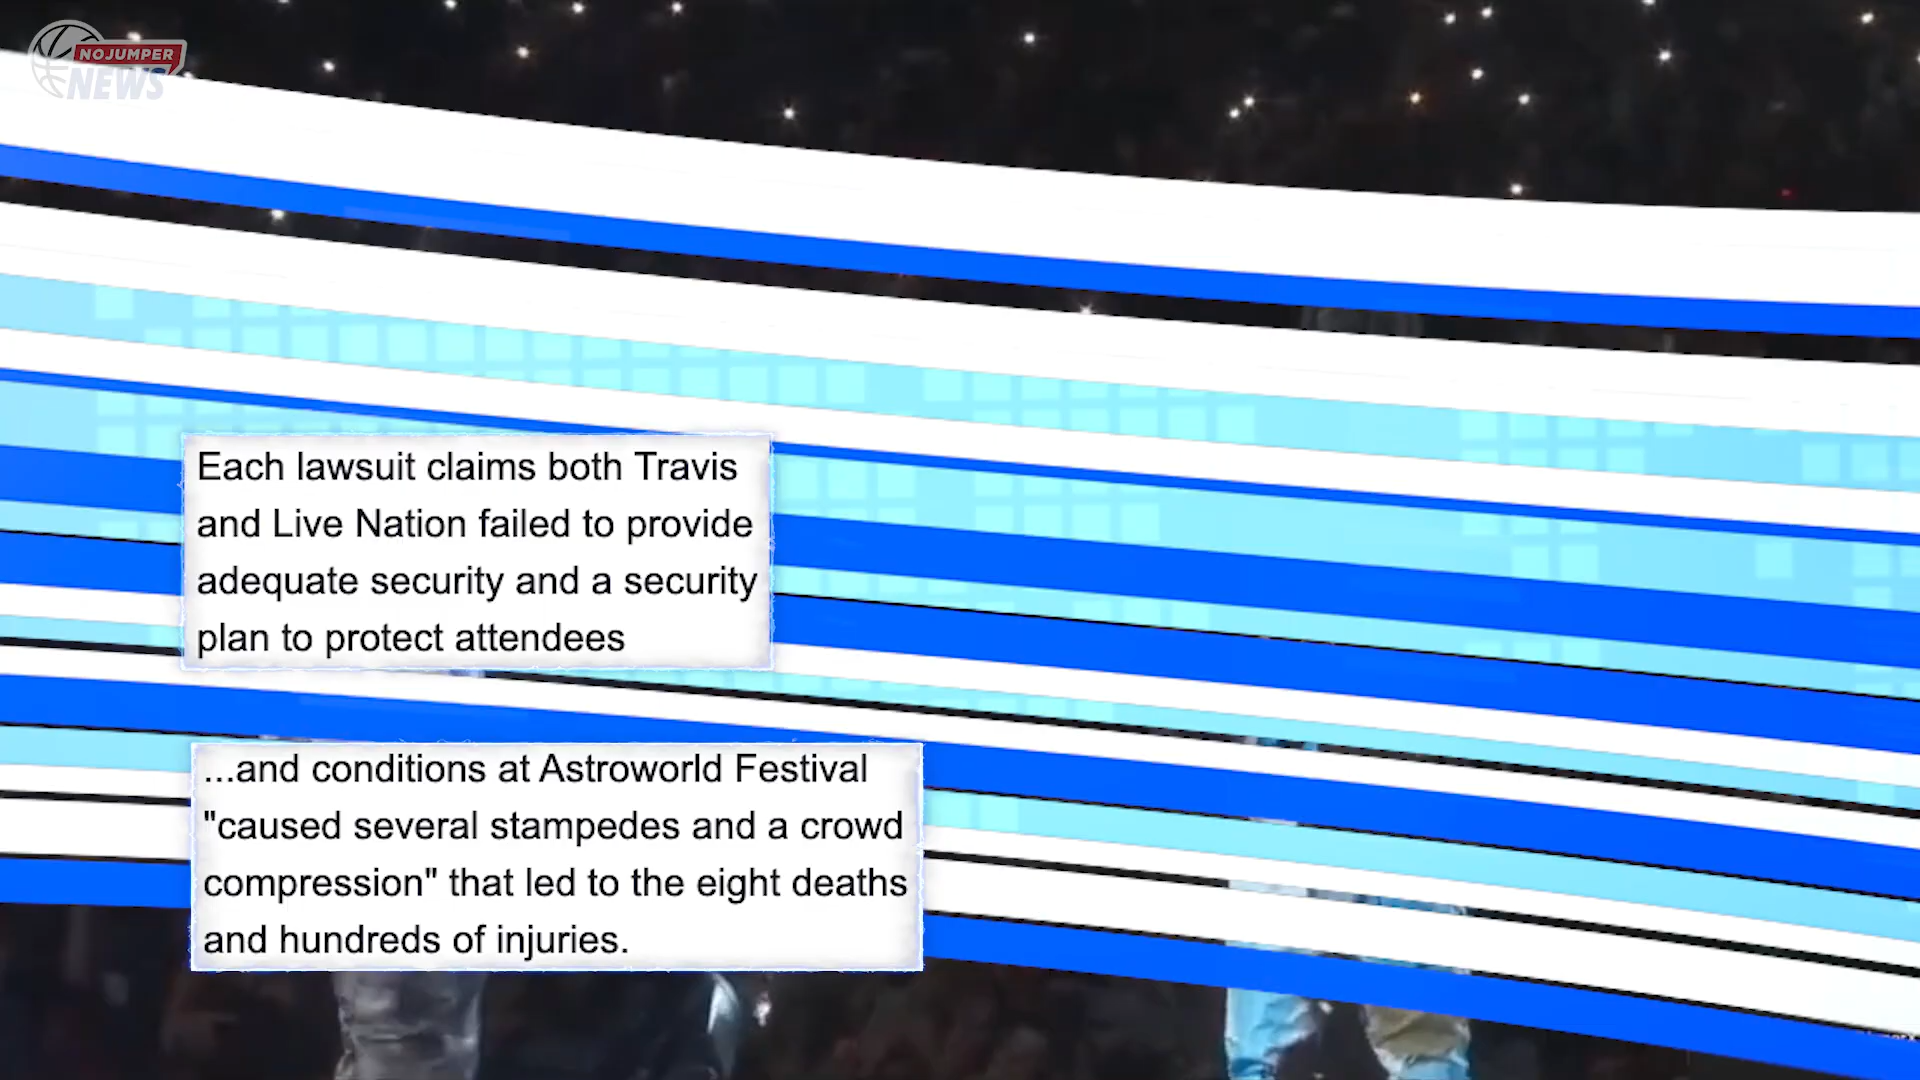 NOJUMPER
NEWS
Each lawsuit claims both Travis
and Live Nation failed to provide
adequate security and a security
plan to protect attendees
...and conditions at Astroworld Festival
"caused several stampedes and a crowd
compression" that led to the eight deaths
and hundreds of injuries.